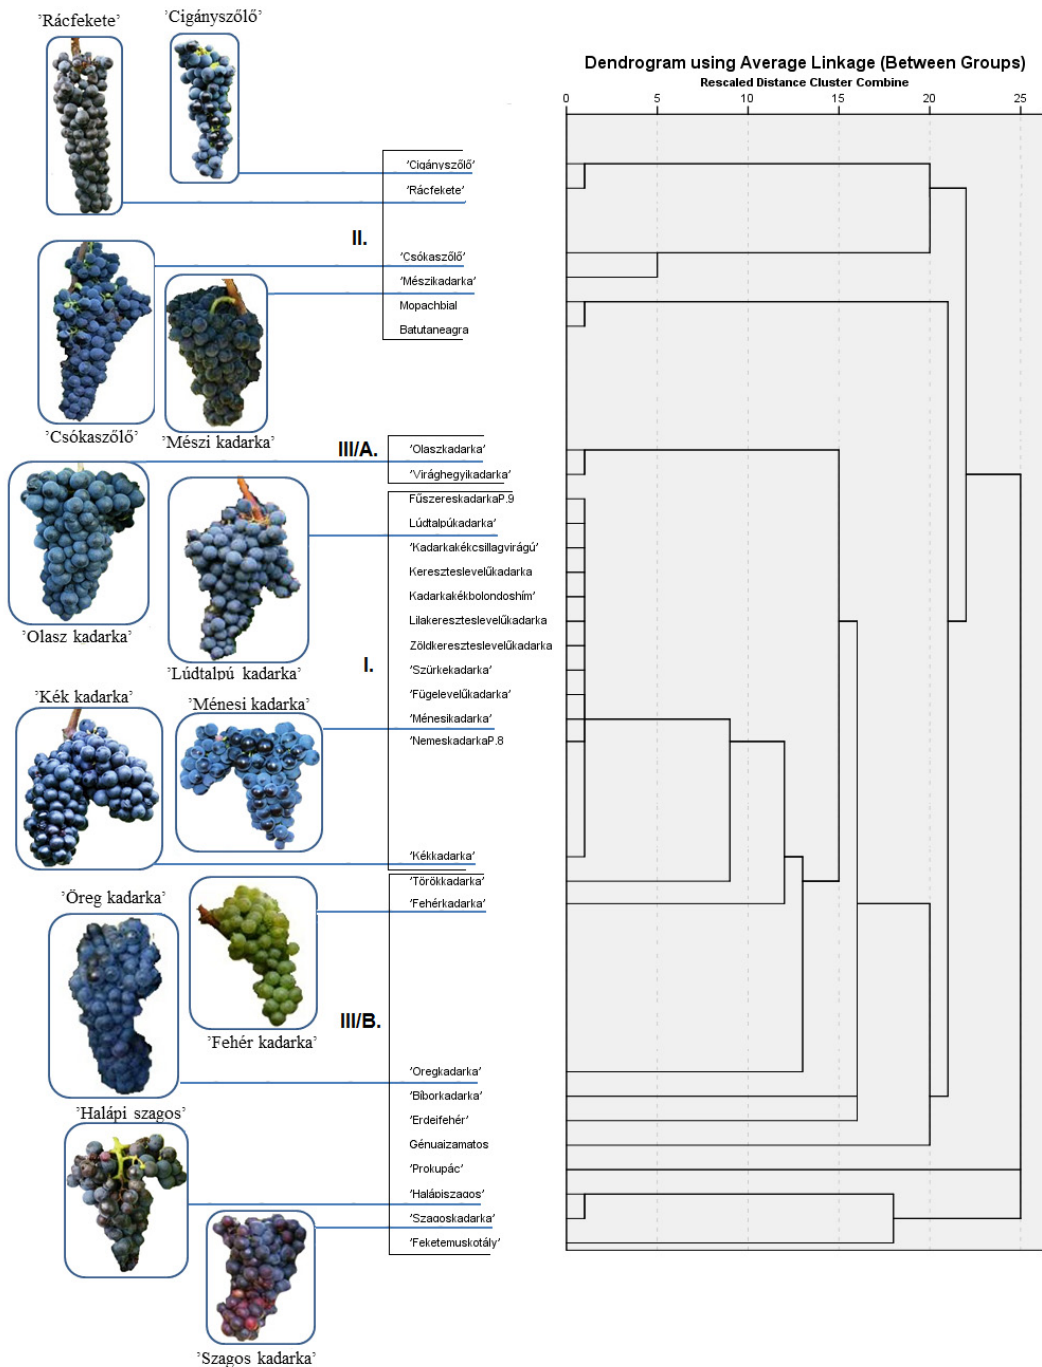 'Rácfekete'
'Cigányszőlő'
Dendrogram using Average Linkage (Between Groups)
Rescaled Distance Cluster Combine
0 5 10 15 20 25
'Cigányszőlő'
'Rácfekete'
II.
'Csókaszőlő'
'Mészikadarka'
Mopachbial
Batutaneagra
'Csókaszőlő'
'Mészi kadarka'
III/A.
'Olaszkadarka'
'Virághegyikadarka'
FűszereskadarkaP.9
Lúdtalpúkadarka'
'Kadarkakékcsillagvirágú'
Kereszteslevelűkadarka
Kadarkakékbolondoshím'
Lilakereszteslevelűkadarka
Zöldkereszteslevelűkadarka
'Olasz kadarka'
'Lúdtalpú kadarka'
I.
'Szürkekadarka'
'Fügelevelűkadarka'
'Ménesikadarka'
'NemeskadarkaP.8
'Kék kadarka'
'Ménesi kadarka'
'Kékkadarka'
'Törökkadarka'
'Fehérkadarka'
'Öreg kadarka'
III/B.
'Fehér kadarka'
'Oregkadarka'
'Bíborkadarka'
'Erdeifehér'
Génuaizamatos
'Prokupác'
'Halápiszagos'
'Szagoskadarka'
'Feketemuskotály'
'Halápi szagos'
'Szagos kadarka'